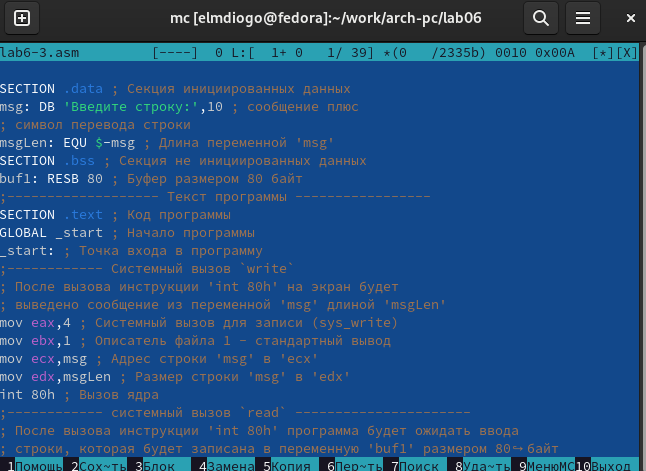 mc [elmdiogo@fedora]:~/work/arch-pc/lab06
lab6-3.asm [----] 0 L:[ 1+ 0 1/ 39] *(0 /2335b) 0010 0x00A [*][X]
SECTION .data ; Секция инициированных данных
msg: DB 'Введите строку:',10 ; сообщение плюс
; символ перевода строки
msgLen: EQU $-msg ; Длина переменной 'msg'
SECTION .bss ; Секция не инициированных данных
buf1: RESB 80 ; Буфер размером 80 байт
;------------------- Текст программы -----------------
SECTION .text ; Код программы
GLOBAL _start ; Начало программы
_start: ; Точка входа в программу
;------------ Системный вызов `write`
; После вызова инструкции 'int 80h' на экран будет
; выведено сообщение из переменной 'msg' длиной 'msgLen'
mov eax,4 ; Системный вызов для записи (sys_write)
mov ebx,1 ; Описатель файла 1 - стандартный вывод
mov ecx,msg ; Адрес строки 'msg' в 'ecx'
mov edx,msgLen ; Размер строки 'msg' в 'edx'
int 80h ; Вызов ядра
;------------ системный вызов `read` ----------------------
; После вызова инструкции 'int 80h' программа будет ожидать ввода
; строки, которая будет записана в переменную 'buf1' размером 80↪байт
1Помощь 2Сох~ть 3Блок 4Замена 5Копия 6Пер~ть 7Поиск 8Уда~ть 9МенюMC 10Выход